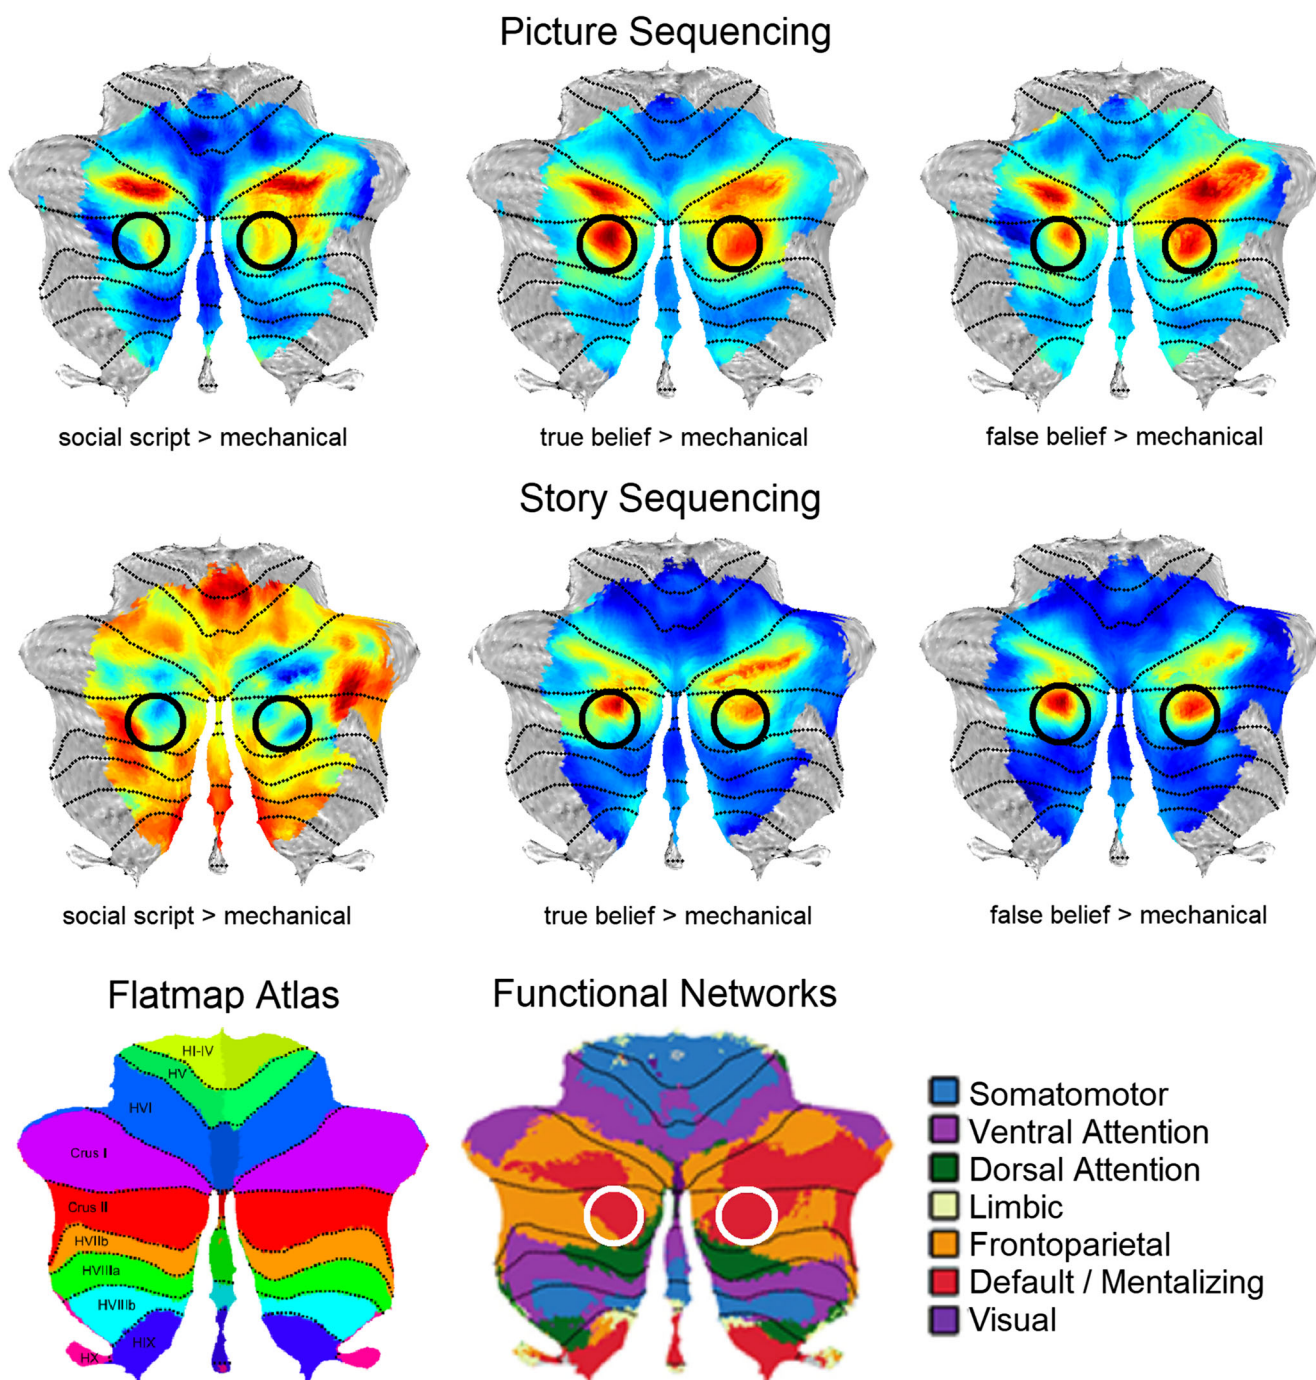 Picture Sequencing
social script > mechanical
true belief > mechanical
false belief > mechanical
Story Sequencing
social script > mechanical
true belief > mechanical
false belief > mechanical
Flatmap Atlas
HI-IV
HV
HVI
Crus I
Crus II
HVIIb
HVIIIa
HVIIIb
HIX
HX
Functional Networks
Somatomotor
Ventral Attention
Dorsal Attention
Limbic
Frontoparietal
Default / Mentalizing
Visual